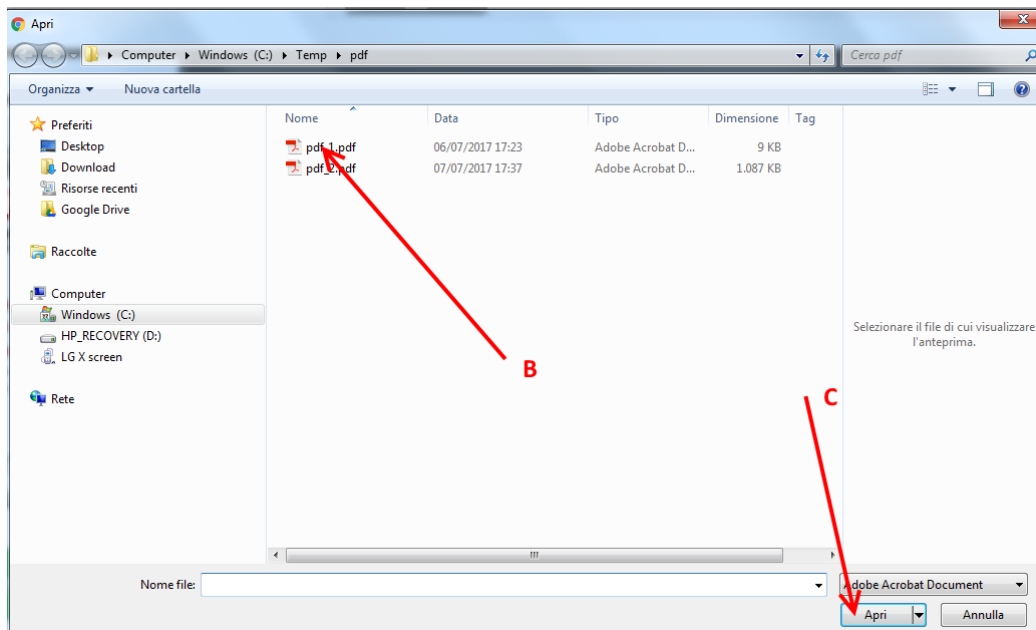 Apri
Computer Windows (C:) Temp pdf
Cerca pdf
Organizza Nuova cartella
Nome Data Tipo Dimensione Tag
Preferiti
Desktop
Download
Risorse recenti
Google Drive
Raccolte
Computer
Windows (C:)
HP_RECOVERY (D:)
LG X screen
Rete
pdf_1.pdf 06/07/2017 17:23 Adobe Acrobat D... 9 KB
pdf_2.pdf 07/07/2017 17:37 Adobe Acrobat D... 1.087 KB
Selezionare il file di cui visualizzare
l'anteprima.
B
C
Nome file:
Adobe Acrobat Document
Apri Annulla